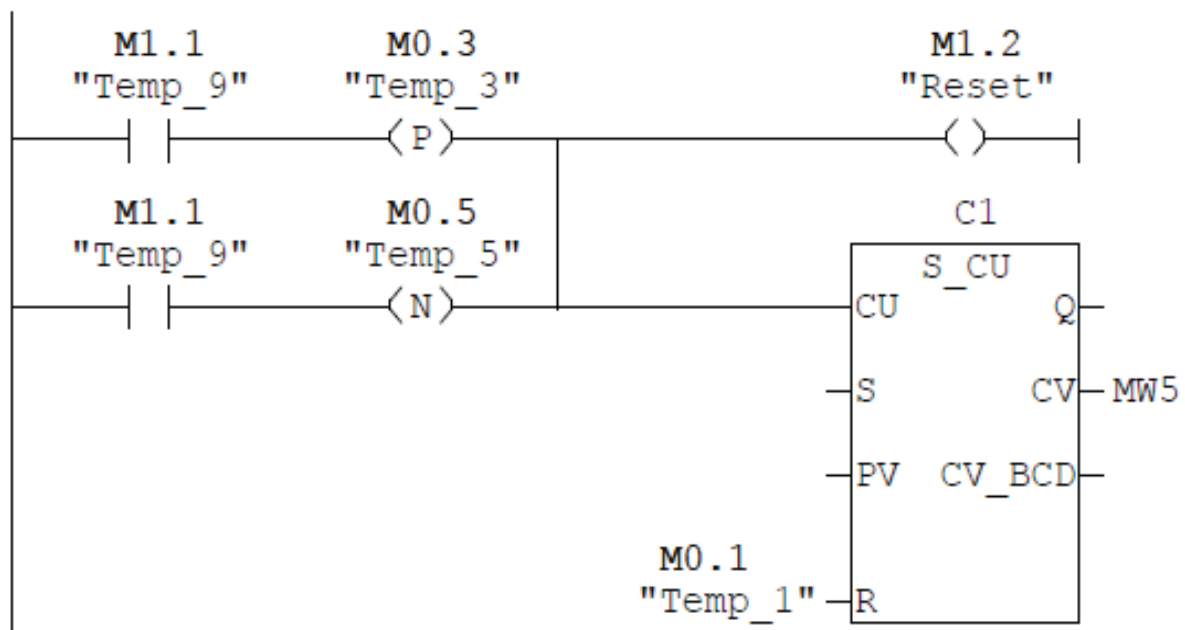 M1.1 M0.3 M1.2
"Temp_9" "Temp_3" "Reset"
P
M1.1 M0.5 C1
"Temp_9" "Temp_5"
S_CU
N CU Q
S CV MW5
PV CV_BCD
M0.1
"Temp_1" R